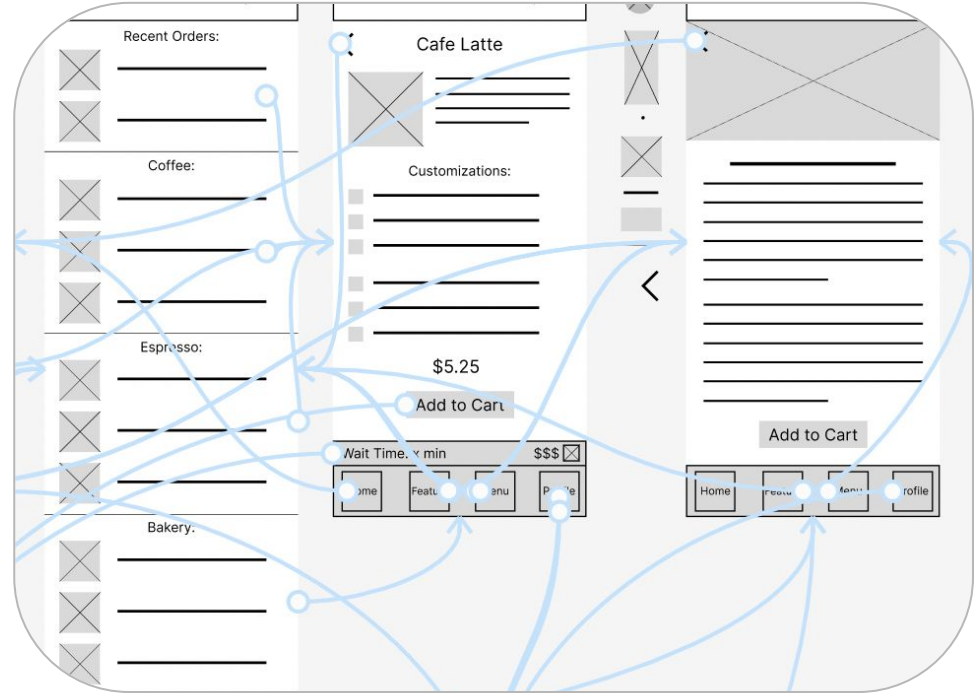 Recent Orders:
Coffee:
Espresso:
Bakery:
Cafe Latte
Customizations:
$5.25
Add to Cart
Wait Time: x min $$$
Add to Cart
Home